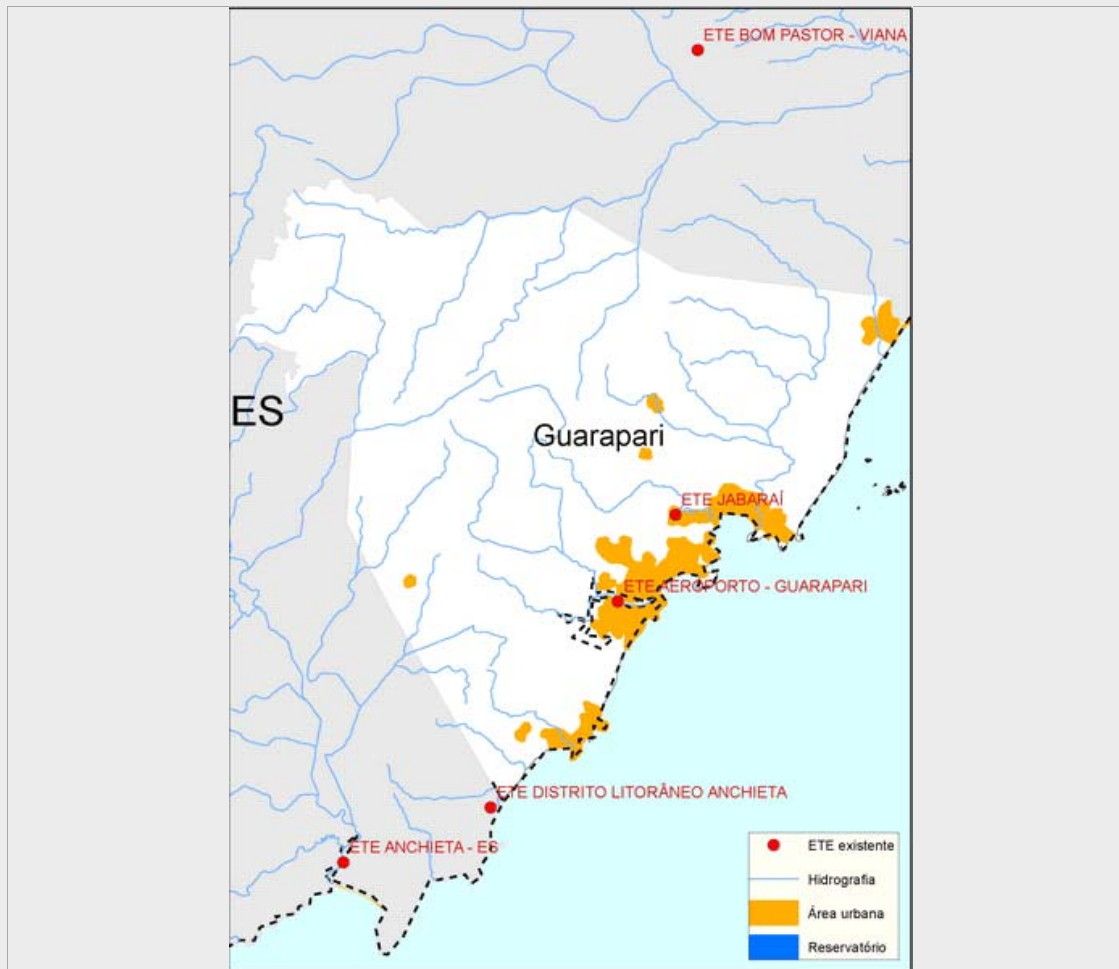 ETE BOM PASTOR - VIANA
ES
Guarapari
ETE JABARAÍ
ETE AEROPORTO - GUARAPARI
ETE DISTRITO LITORÂNEO ANCHIETA
ETE ANCHIETA - ES
ETE existente
Hidrografia
Área urbana
Reservatório